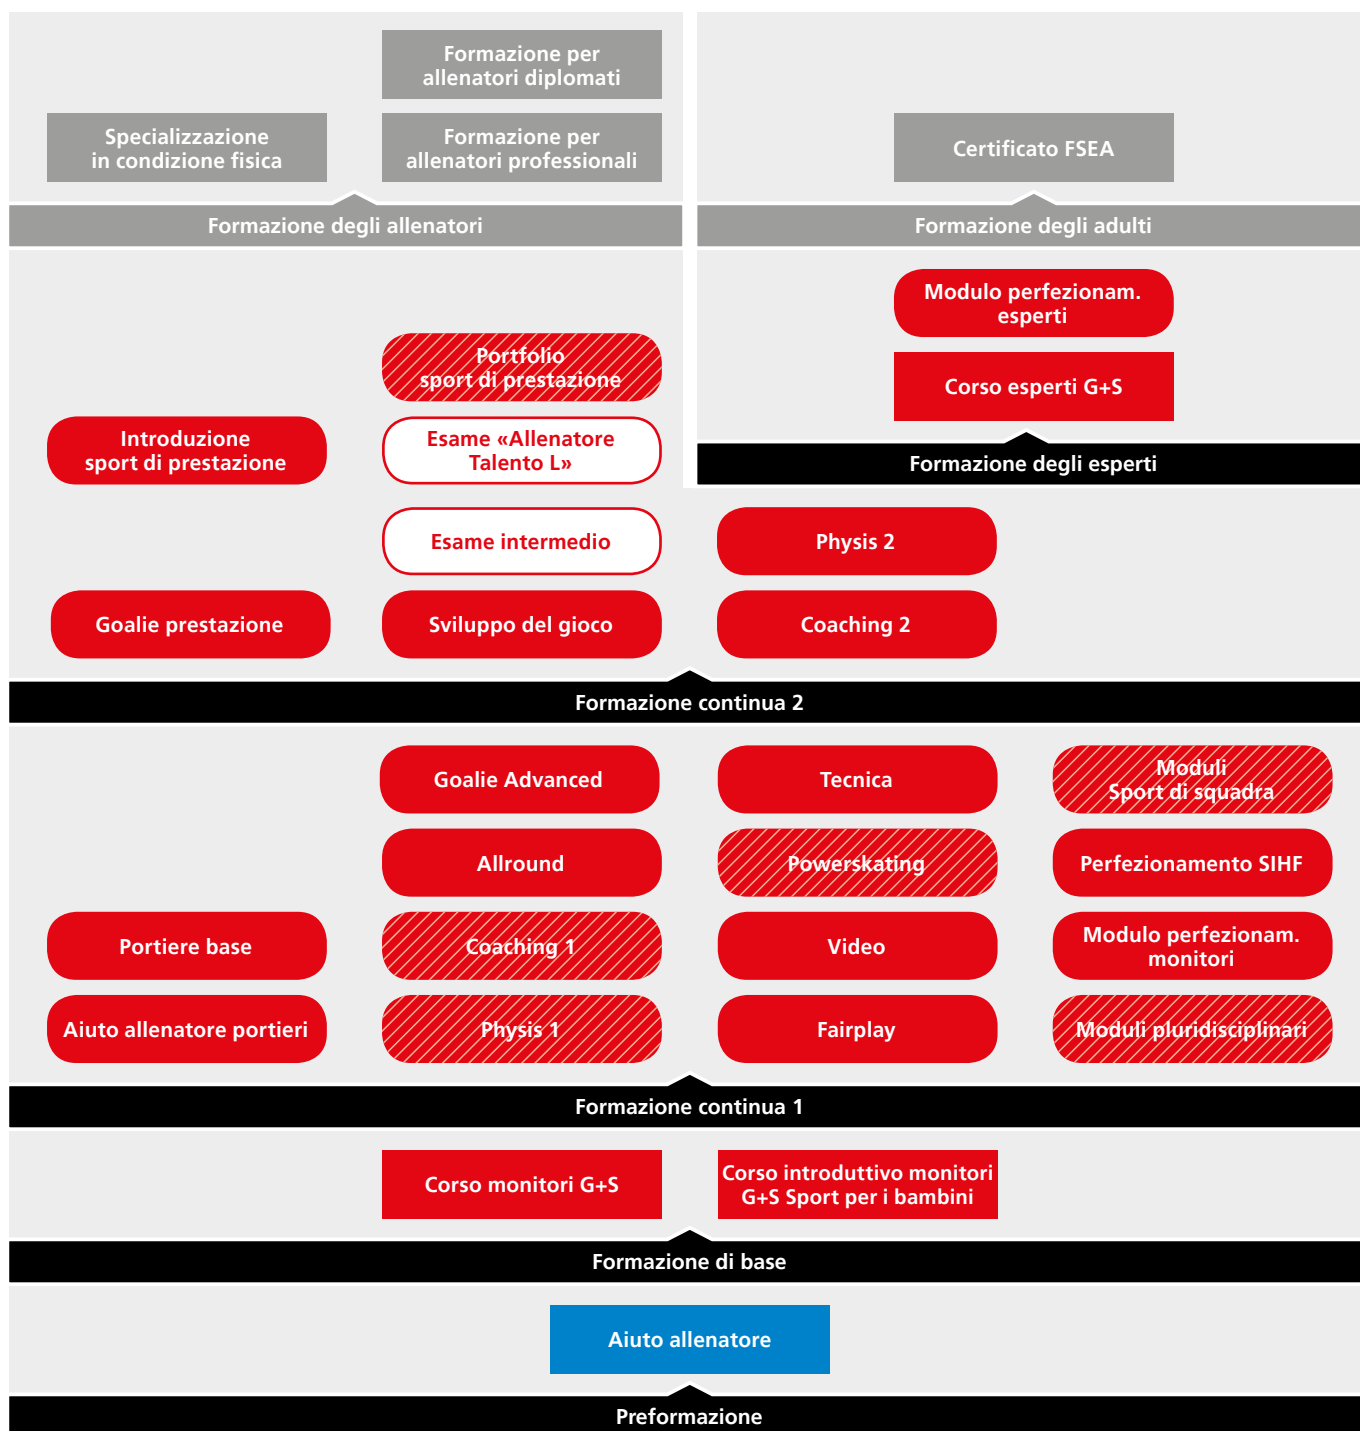 Formazione per
allenatori diplomati
Specializzazione
in condizione fisica
Formazione per
allenatori professionali
Certificato FSEA
Formazione degli allenatori
Formazione degli adulti
Modulo perfezionam.
esperti
Portfolio
sport di prestazione
Corso esperti G+S
Introduzione
sport di prestazione
Esame «Allenatore
Talento L»
Formazione degli esperti
Esame intermedio
Physis 2
Goalie prestazione
Sviluppo del gioco
Coaching 2
Formazione continua 2
Goalie Advanced
Tecnica
Moduli
Sport di squadra
Allround
Powerskating
Perfezionamento SIHF
Portiere base
Coaching 1
Video
Modulo perfezionam.
monitori
Aiuto allenatore portieri
Physis 1
Fairplay
Moduli pluridisciplinari
Formazione continua 1
Corso monitori G+S
Corso introduttivo monitori
G+S Sport per i bambini
Formazione di base
Aiuto allenatore
Preformazione